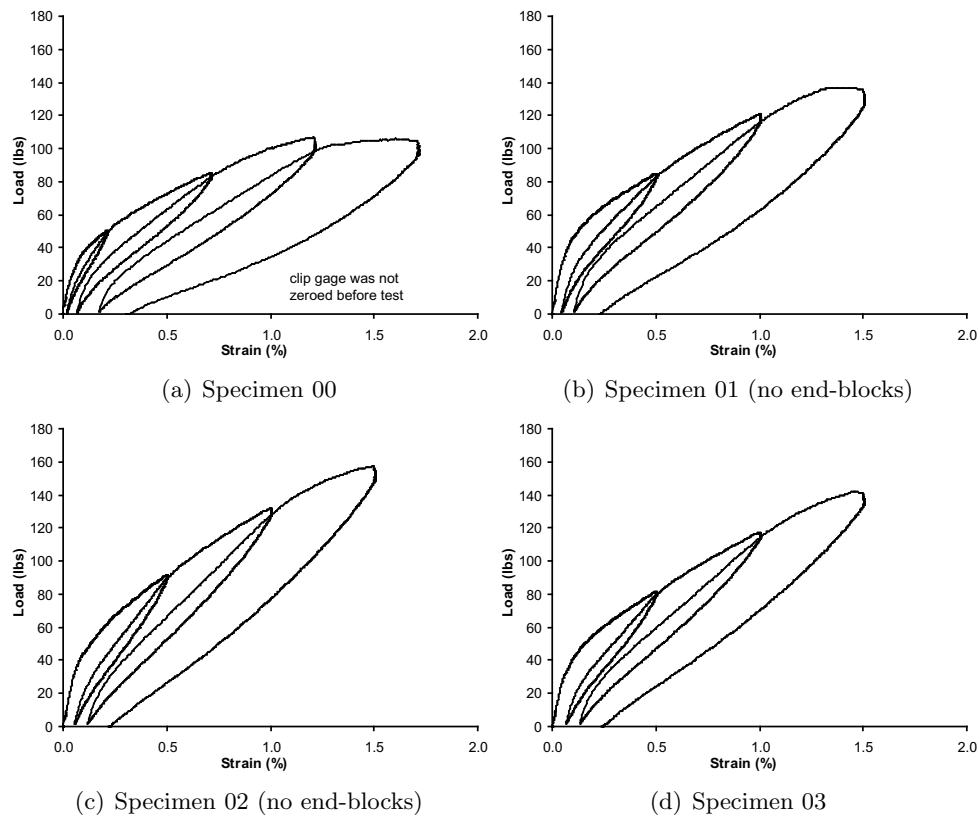 180
160
140
120
100
80
60
40
20
0
Load (lbs)
0.0 0.5 1.0 1.5 2.0
Strain (%)
clip gage was not
zeroed before test
(a) Specimen 00
180
160
140
120
100
80
60
40
20
0
Load (lbs)
0.0 0.5 1.0 1.5 2.0
Strain (%)
(b) Specimen 01 (no end-blocks)
180
160
140
120
100
80
60
40
20
0
Load (lbs)
0.0 0.5 1.0 1.5 2.0
Strain (%)
(c) Specimen 02 (no end-blocks)
180
160
140
120
100
80
60
40
20
0
Load (lbs)
0.0 0.5 1.0 1.5 2.0
Strain (%)
(d) Specimen 03